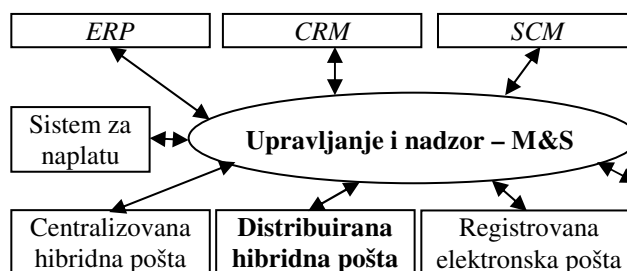 ERP
CRM
SCM
Sistem za
naplatu
Upravljanje i nadzor – M&S
Centralizovana
hibridna pošta
Distribuirana
hibridna pošta
Registrovana
elektronska pošta